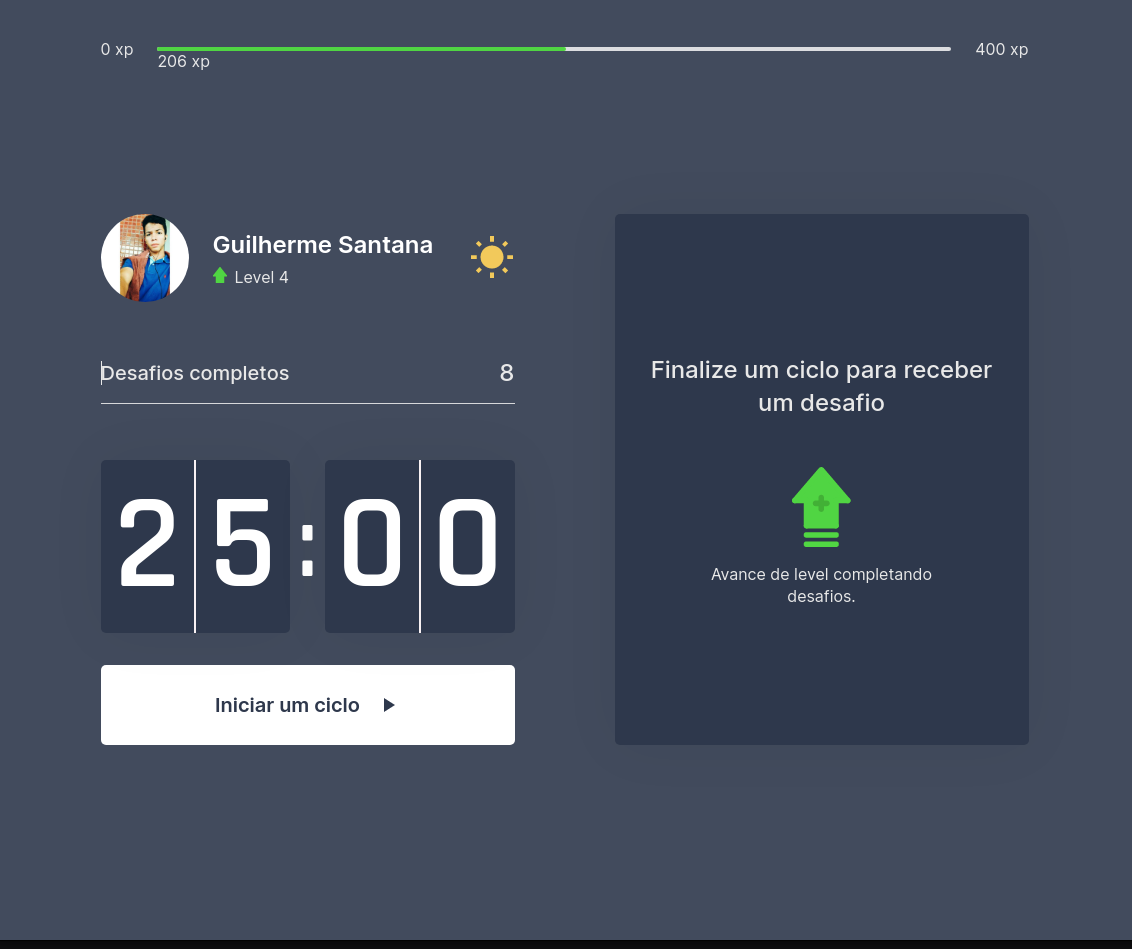 0 xp
206 xp
400 xp
Guilherme Santana
Level 4
Desafios completos 8
25:00
Iniciar um ciclo
Finalize um ciclo para receber
um desafio
Avance de level completando
desafios.